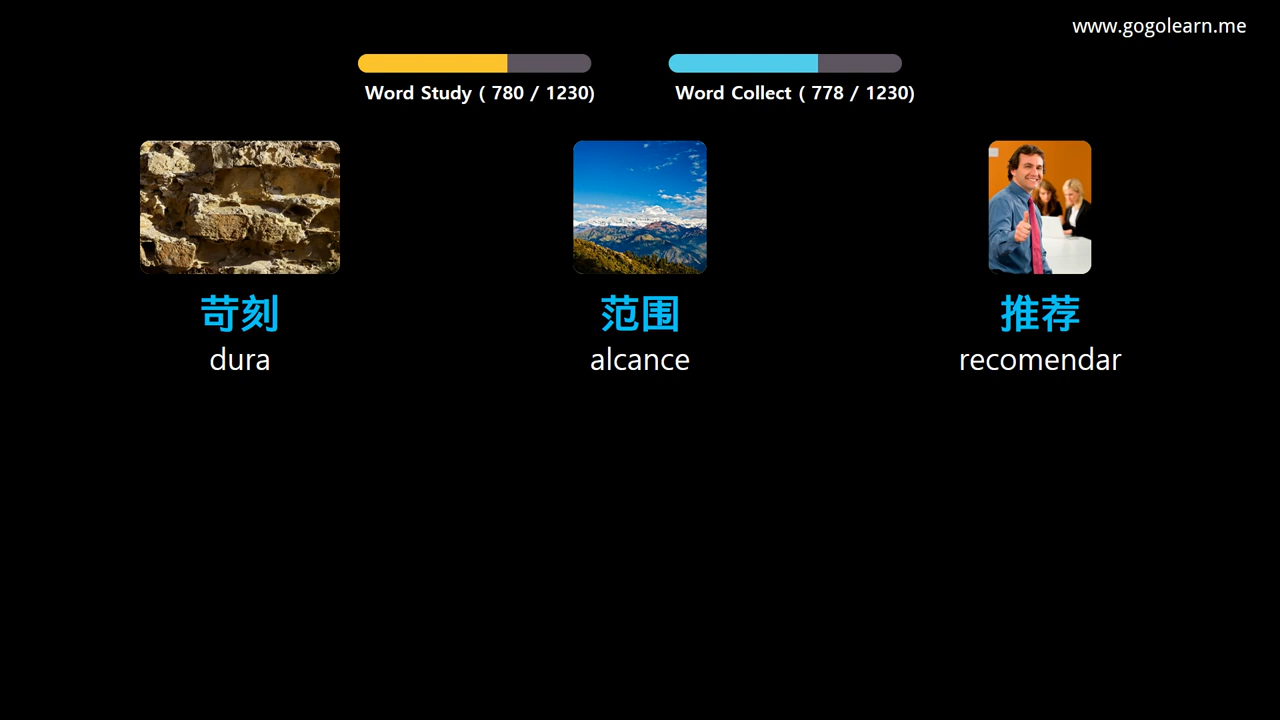 www.gogolearn.me
Word Study ( 780 / 1230)
Word Collect ( 778 / 1230)
苛刻
范围
推荐
dura
alcance
recomendar